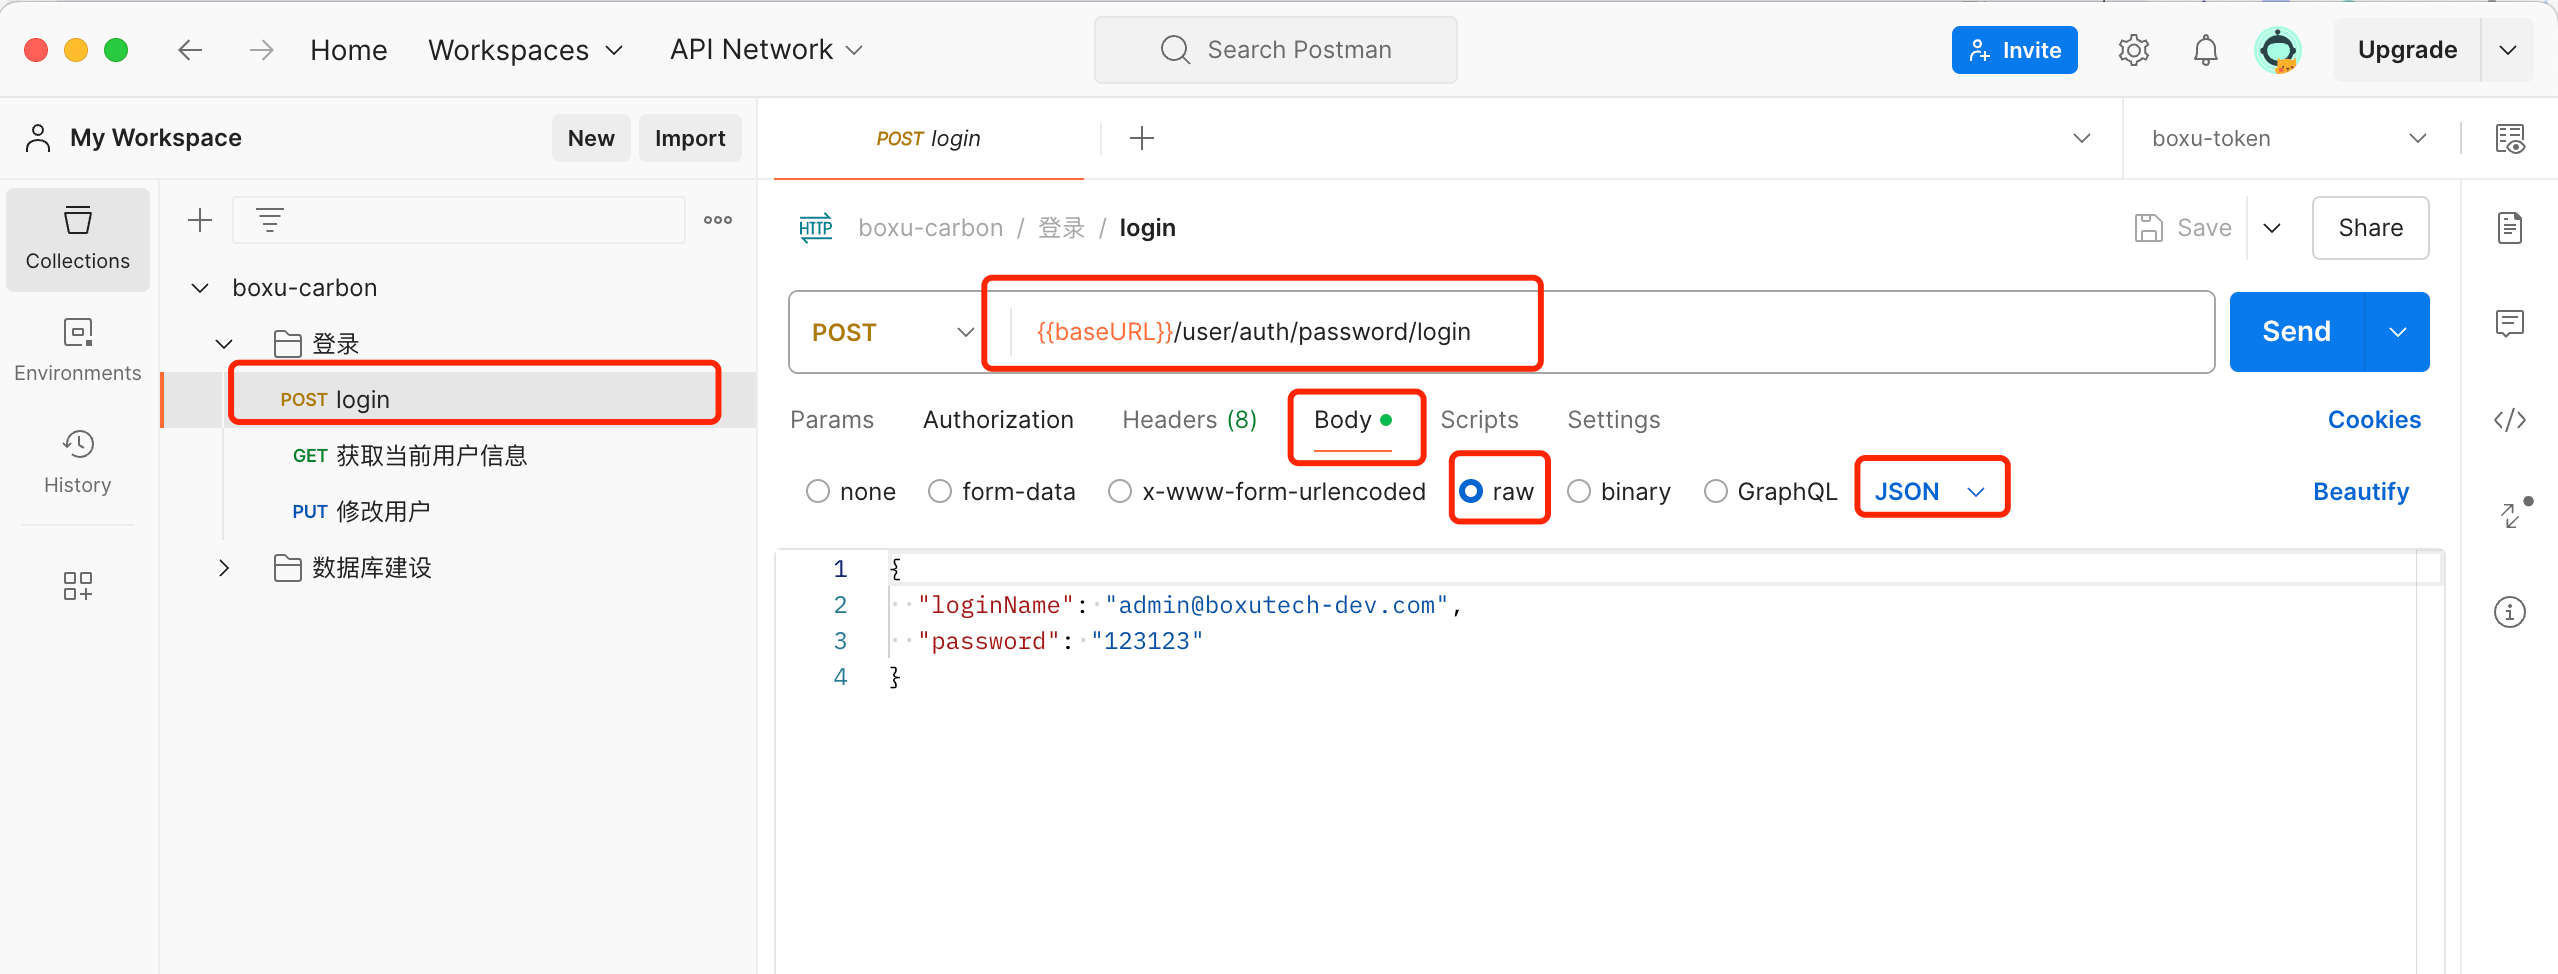 Home Workspaces API Network Search Postman Invite Upgrade
My Workspace New Import POST login boxu-token
Collections
Environments
History
boxu-carbon
登录
POST login
GET 获取当前用户信息
PUT 修改用户
数据库建设
HTTP boxu-carbon / 登录 / login Save Share
POST {{baseURL}}/user/auth/password/login Send
Params Authorization Headers (8) Body Scripts Settings Cookies
none form-data x-www-form-urlencoded raw binary GraphQL JSON Beautify
1 {
2 "loginName": "admin@boxutech-dev.com",
3 "password": "123123"
4 }